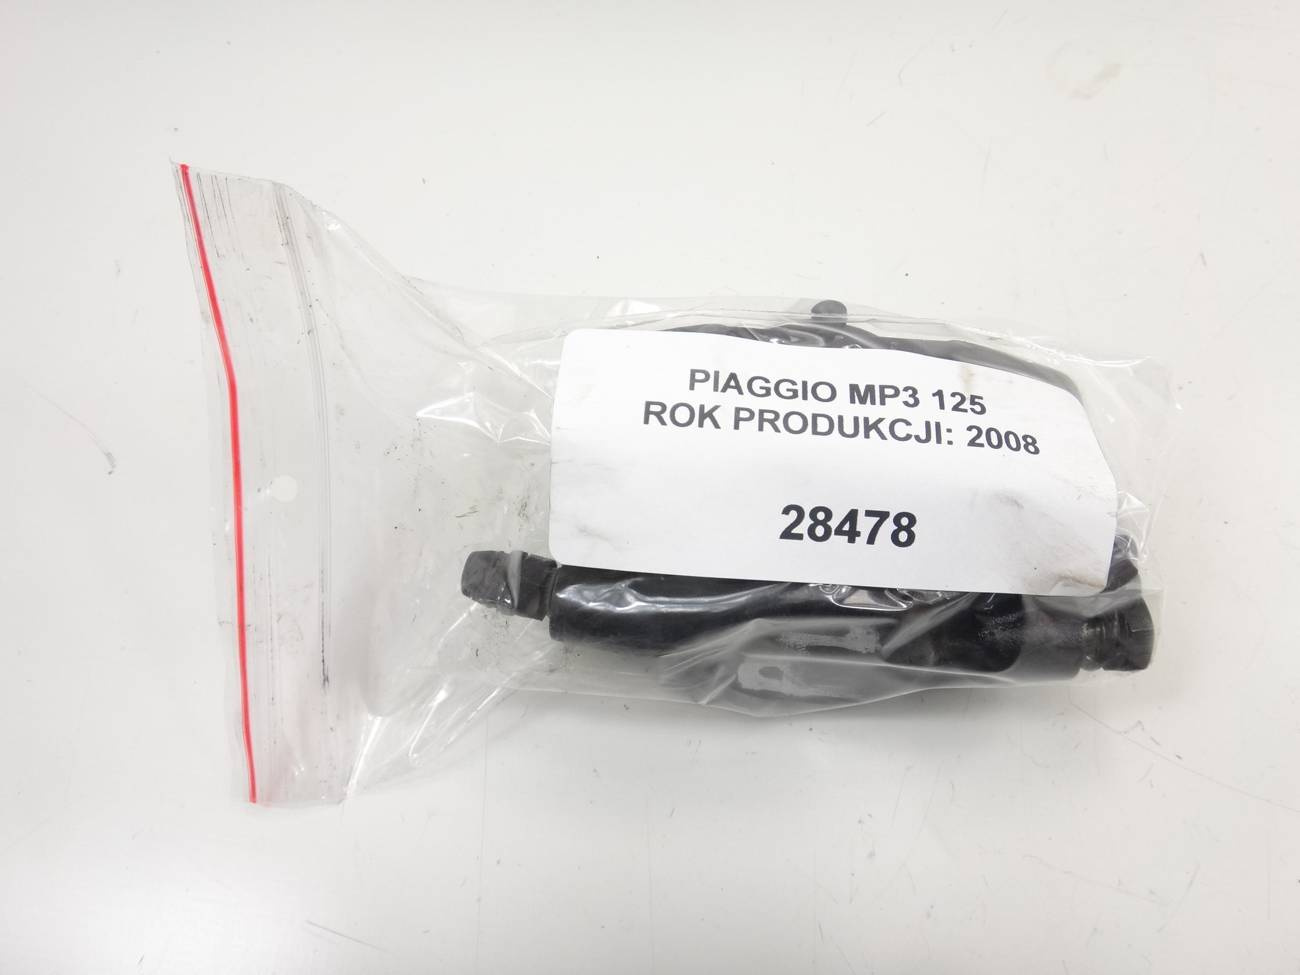 PIAGGIO MP3 125
ROK PRODUKCJI: 2008
28478